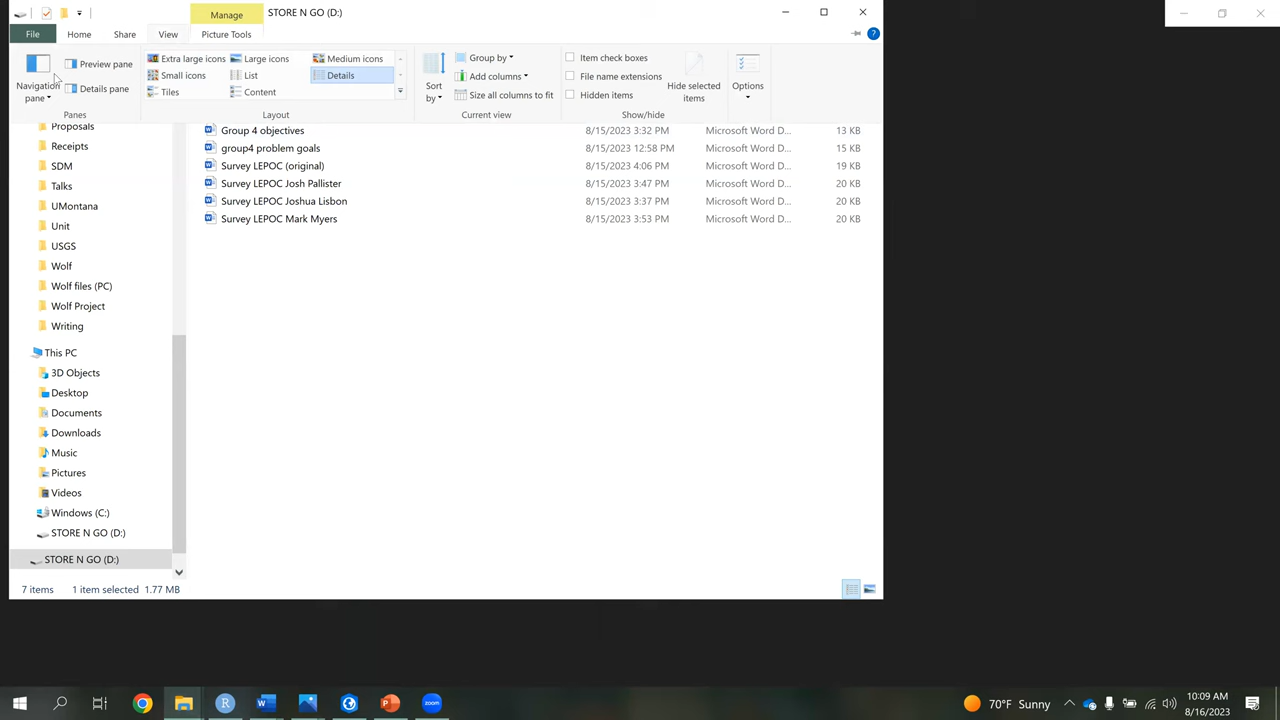 Manage STORE N GO (D:)
File Home Share View Picture Tools
Navigation pane
Preview pane
Details pane
Panes
Extra large icons Large icons Medium icons
Small icons List Details
Tiles Content
Layout
Sort by
Group by
Add columns
Size all columns to fit
Current view
Item check boxes
File name extensions
Hidden items
Hide selected items
Show/hide
Options
Proposals
Receipts
SDM
Talks
UMontana
Unit
USGS
Wolf
Wolf files (PC)
Wolf Project
Writing
This PC
3D Objects
Desktop
Documents
Downloads
Music
Pictures
Videos
Windows (C:)
STORE N GO (D:)
STORE N GO (D:)
Group 4 objectives 8/15/2023 3:32 PM Microsoft Word D... 13 KB
group4 problem goals 8/15/2023 12:58 PM Microsoft Word D... 15 KB
Survey LEPOC (original) 8/15/2023 4:06 PM Microsoft Word D... 19 KB
Survey LEPOC Josh Pallister 8/15/2023 3:47 PM Microsoft Word D... 20 KB
Survey LEPOC Joshua Lisbon 8/15/2023 3:37 PM Microsoft Word D... 20 KB
Survey LEPOC Mark Myers 8/15/2023 3:53 PM Microsoft Word D... 20 KB
7 items 1 item selected 1.77 MB
R W P zoom
70°F Sunny
10:09 AM
8/16/2023